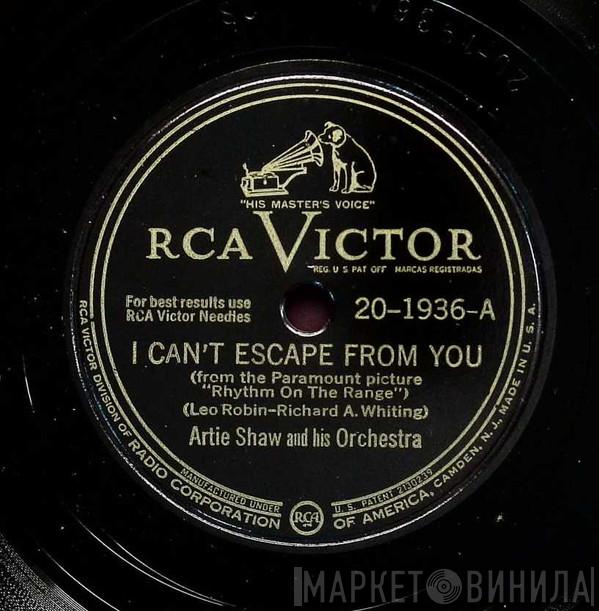 20-1936
"HIS MASTER'S VOICE"
RCA VICTOR
REG. U S PAT OFF MARCAS REGISTRADAS
For best results use
RCA Victor Needles
20-1936-A
I CAN'T ESCAPE FROM YOU
(from the Paramount picture
"Rhythm On The Range")
(Leo Robin-Richard A. Whiting)
Artie Shaw and his Orchestra
MANUFACTURED UNDER
U. S. PATENT 2130239
RCA VICTOR DIVISION OF RADIO CORPORATION OF AMERICA, CAMDEN, N. J., MADE IN U. S. A.
RCA
МАРКЕТ ВИНИЛА